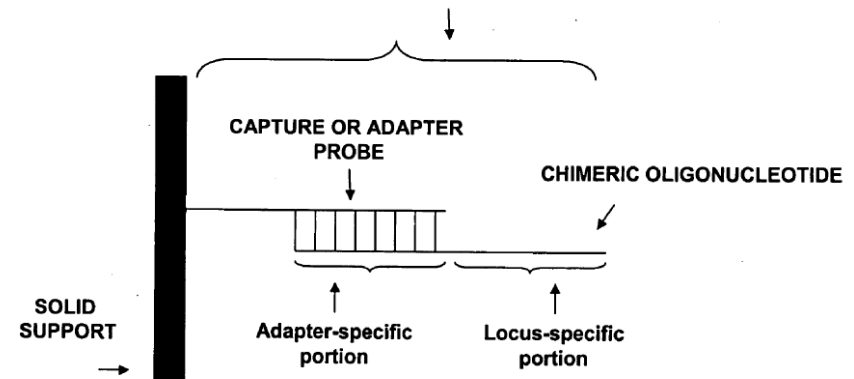 CAPTURE OR ADAPTER
PROBE
CHIMERIC OLIGONUCLEOTIDE
SOLID
SUPPORT
Adapter-specific
portion
Locus-specific
portion